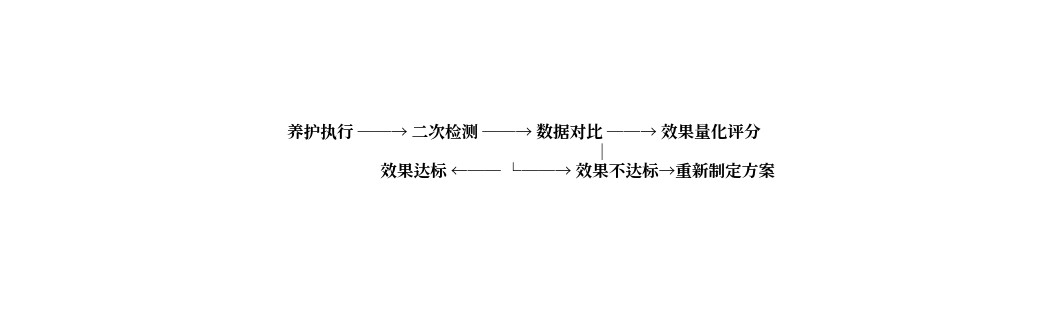 养护执行 ───→ 二次检测 ───→ 数据对比 ───→ 效果量化评分
│
效果达标 ←─── └───→ 效果不达标→重新制定方案